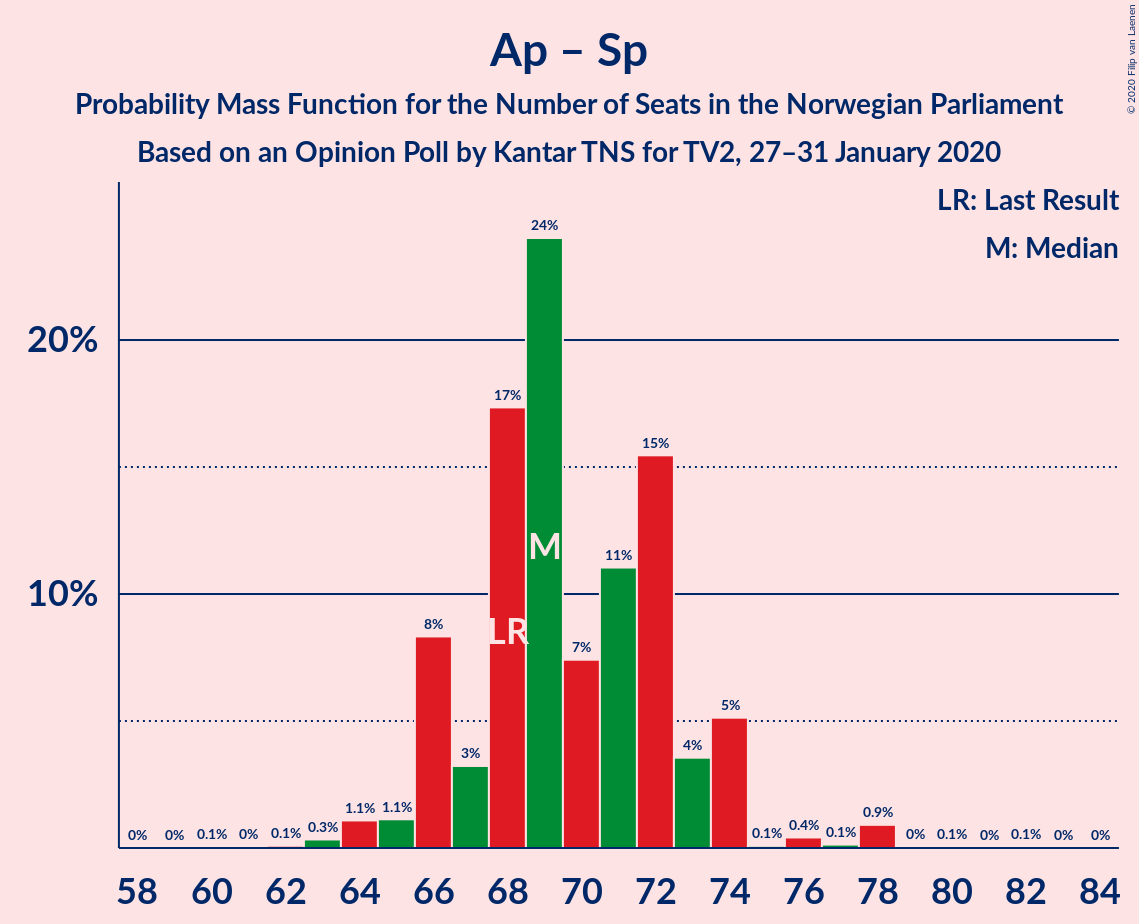 Ap – Sp
Probability Mass Function for the Number of Seats in the Norwegian Parliament
Based on an Opinion Poll by Kantar TNS for TV2, 27–31 January 2020
© 2020 Filip van Laenen
LR: Last Result
M: Median
20%
10%
0% 0% 0.1% 0% 0.1% 0.3% 1.1% 1.1% 8% 3% 17% 24% 7% 11% 15% 4% 5% 0.1% 0.4% 0.1% 0.9% 0% 0.1% 0% 0.1% 0% 0%
M
LR
58 60 62 64 66 68 70 72 74 76 78 80 82 84